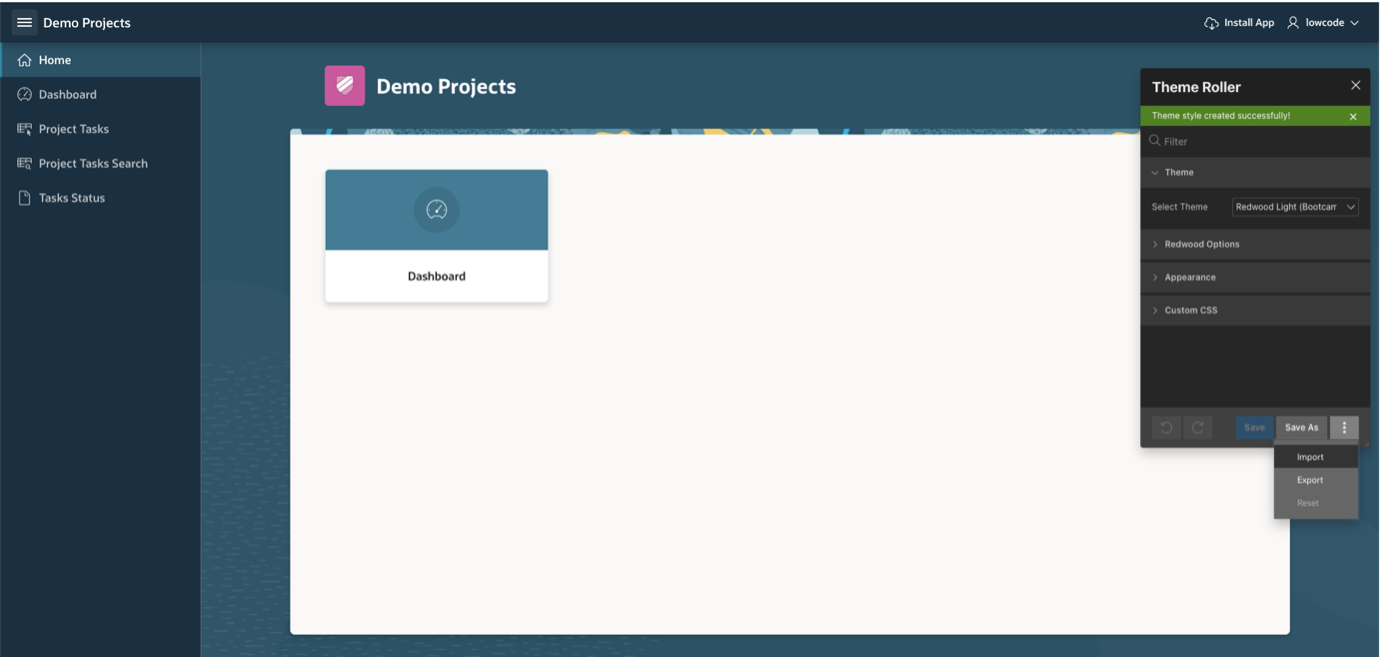 Demo Projects
Install App
lowcode
Home
Dashboard
Project Tasks
Project Tasks Search
Tasks Status
Demo Projects
Dashboard
Theme Roller
Theme style created successfully!
Filter
Theme
Select Theme
Redwood Light (Bootcam
Redwood Options
Appearance
Custom CSS
Save
Save As
Import
Export
Reset